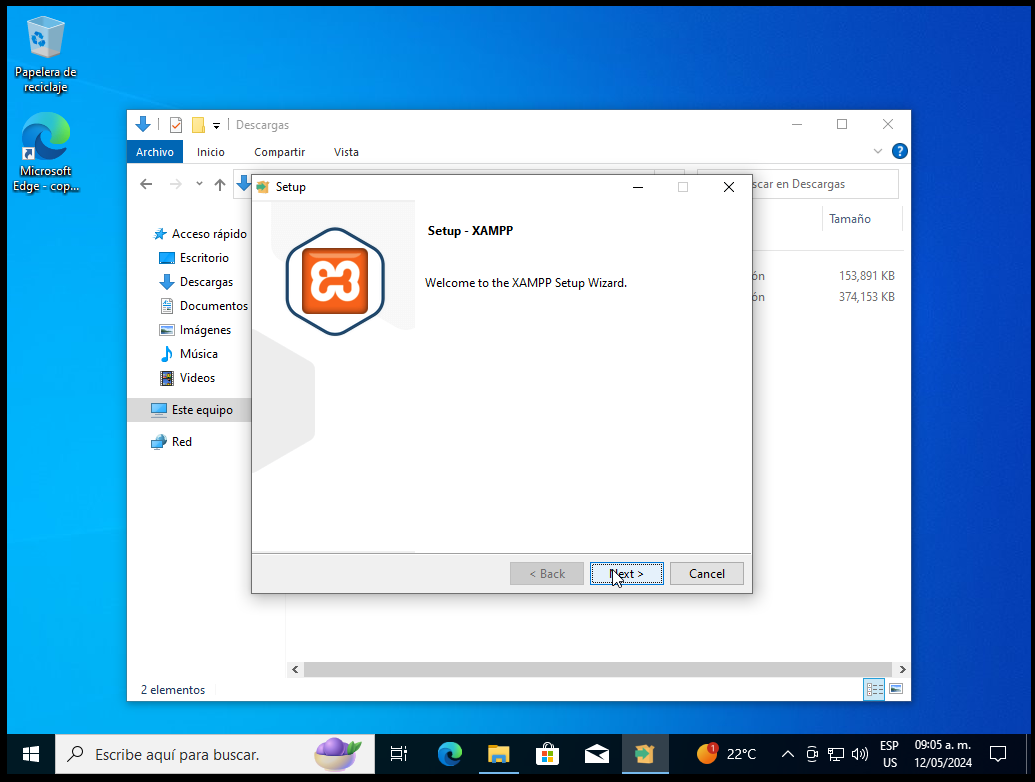 Papelera de
reciclaje
Microsoft
Edge - cop...
Descargas
Archivo
Inicio
Compartir
Vista
Setup
Setup - XAMPP
Welcome to the XAMPP Setup Wizard.
< Back
Next >
Cancel
scar en Descargas
Tamaño
ón
153,891 KB
ón
374,153 KB
Acceso rápido
Escritorio
Descargas
Documentos
Imágenes
Música
Videos
Este equipo
Red
2 elementos
Escribe aquí para buscar.
1
22°C
ESP
US
09:05 a. m.
12/05/2024